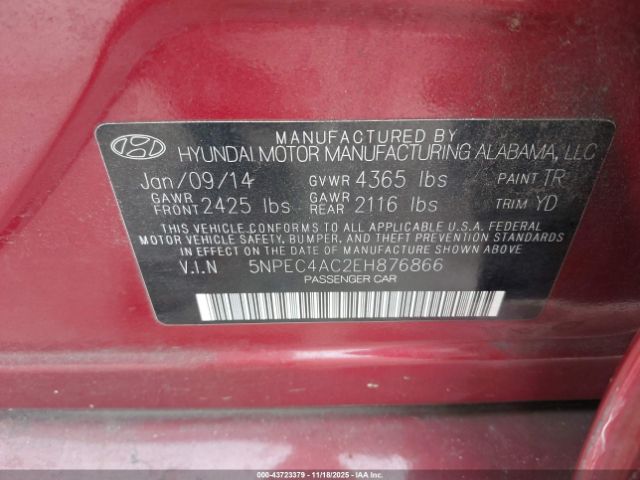 MANUFACTURED BY
HYUNDAI MOTOR MANUFACTURING ALABAMA, LLC
Jan/09/14 GVWR 4365 lbs PAINT TR
GAWR FRONT 2425 lbs GAWR REAR 2116 lbs TRIM YD
THIS VEHICLE CONFORMS TO ALL APPLICABLE U.S.A. FEDERAL
MOTOR VEHICLE SAFETY, BUMPER, AND THEFT PREVENTION
STANDARDS IN EFFECT ON THE DATE OF MANUFACTURE SHOWN ABOVE
V.I.N 5NPEC4AC2EH876866
PASSENGER CAR
000-43723379 | 11/18/2025 | IAA Inc. ©